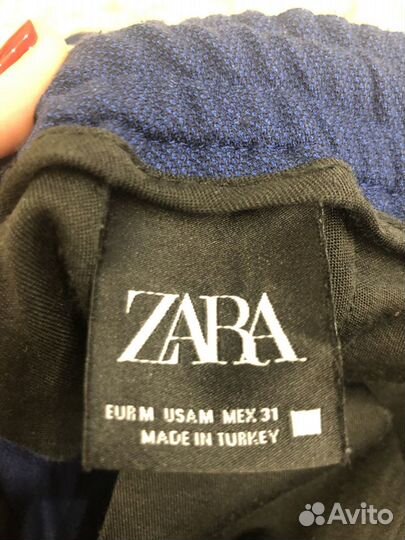 ZARA
EUR M USA M MEX 31
MADE IN TURKEY
Avito